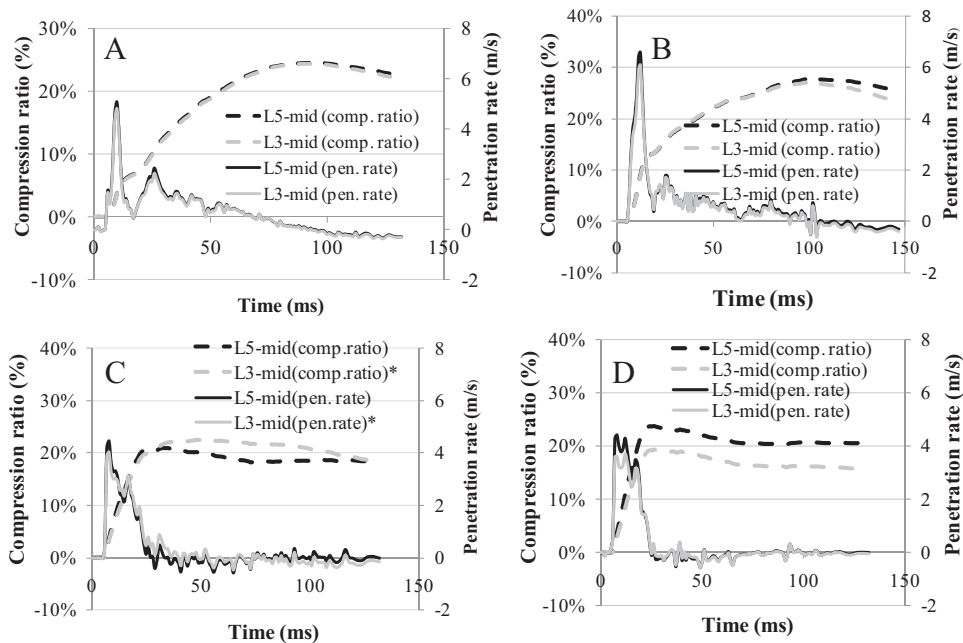 A
Compression ratio (%)
30%
20%
10%
0%
-10%
8
6
4
2
0
-2
Penetration rate (m/s)
L5-mid (comp. ratio)
L3-mid (comp. ratio)
L5-mid (pen. rate)
L3-mid (pen. rate)
0 50 100 150
Time (ms)
B
Compression ratio (%)
40%
30%
20%
10%
0%
-10%
8
6
4
2
0
-2
Penetration rate (m/s)
L5-mid (comp. ratio)
L3-mid (comp. ratio)
L5-mid (pen. rate)
L3-mid (pen. rate)
0 50 100 150
Time (ms)
C
Compression ratio (%)
40%
30%
20%
10%
0%
-10%
8
6
4
2
0
-2
Penetration rate (m/s)
L5-mid(comp.ratio)
L3-mid(comp.ratio)*
L5-mid(pen. rate)
L3-mid(pen.rate)*
0 50 100 150
Time (ms)
D
Compression ratio (%)
40%
30%
20%
10%
0%
-10%
8
6
4
2
0
-2
Penetration rate (m/s)
L5-mid(comp. ratio)
L3-mid(comp. ratio)
L5-mid(pen. rate)
L3-mid(pen. rate)
0 50 100 150
Time (ms)